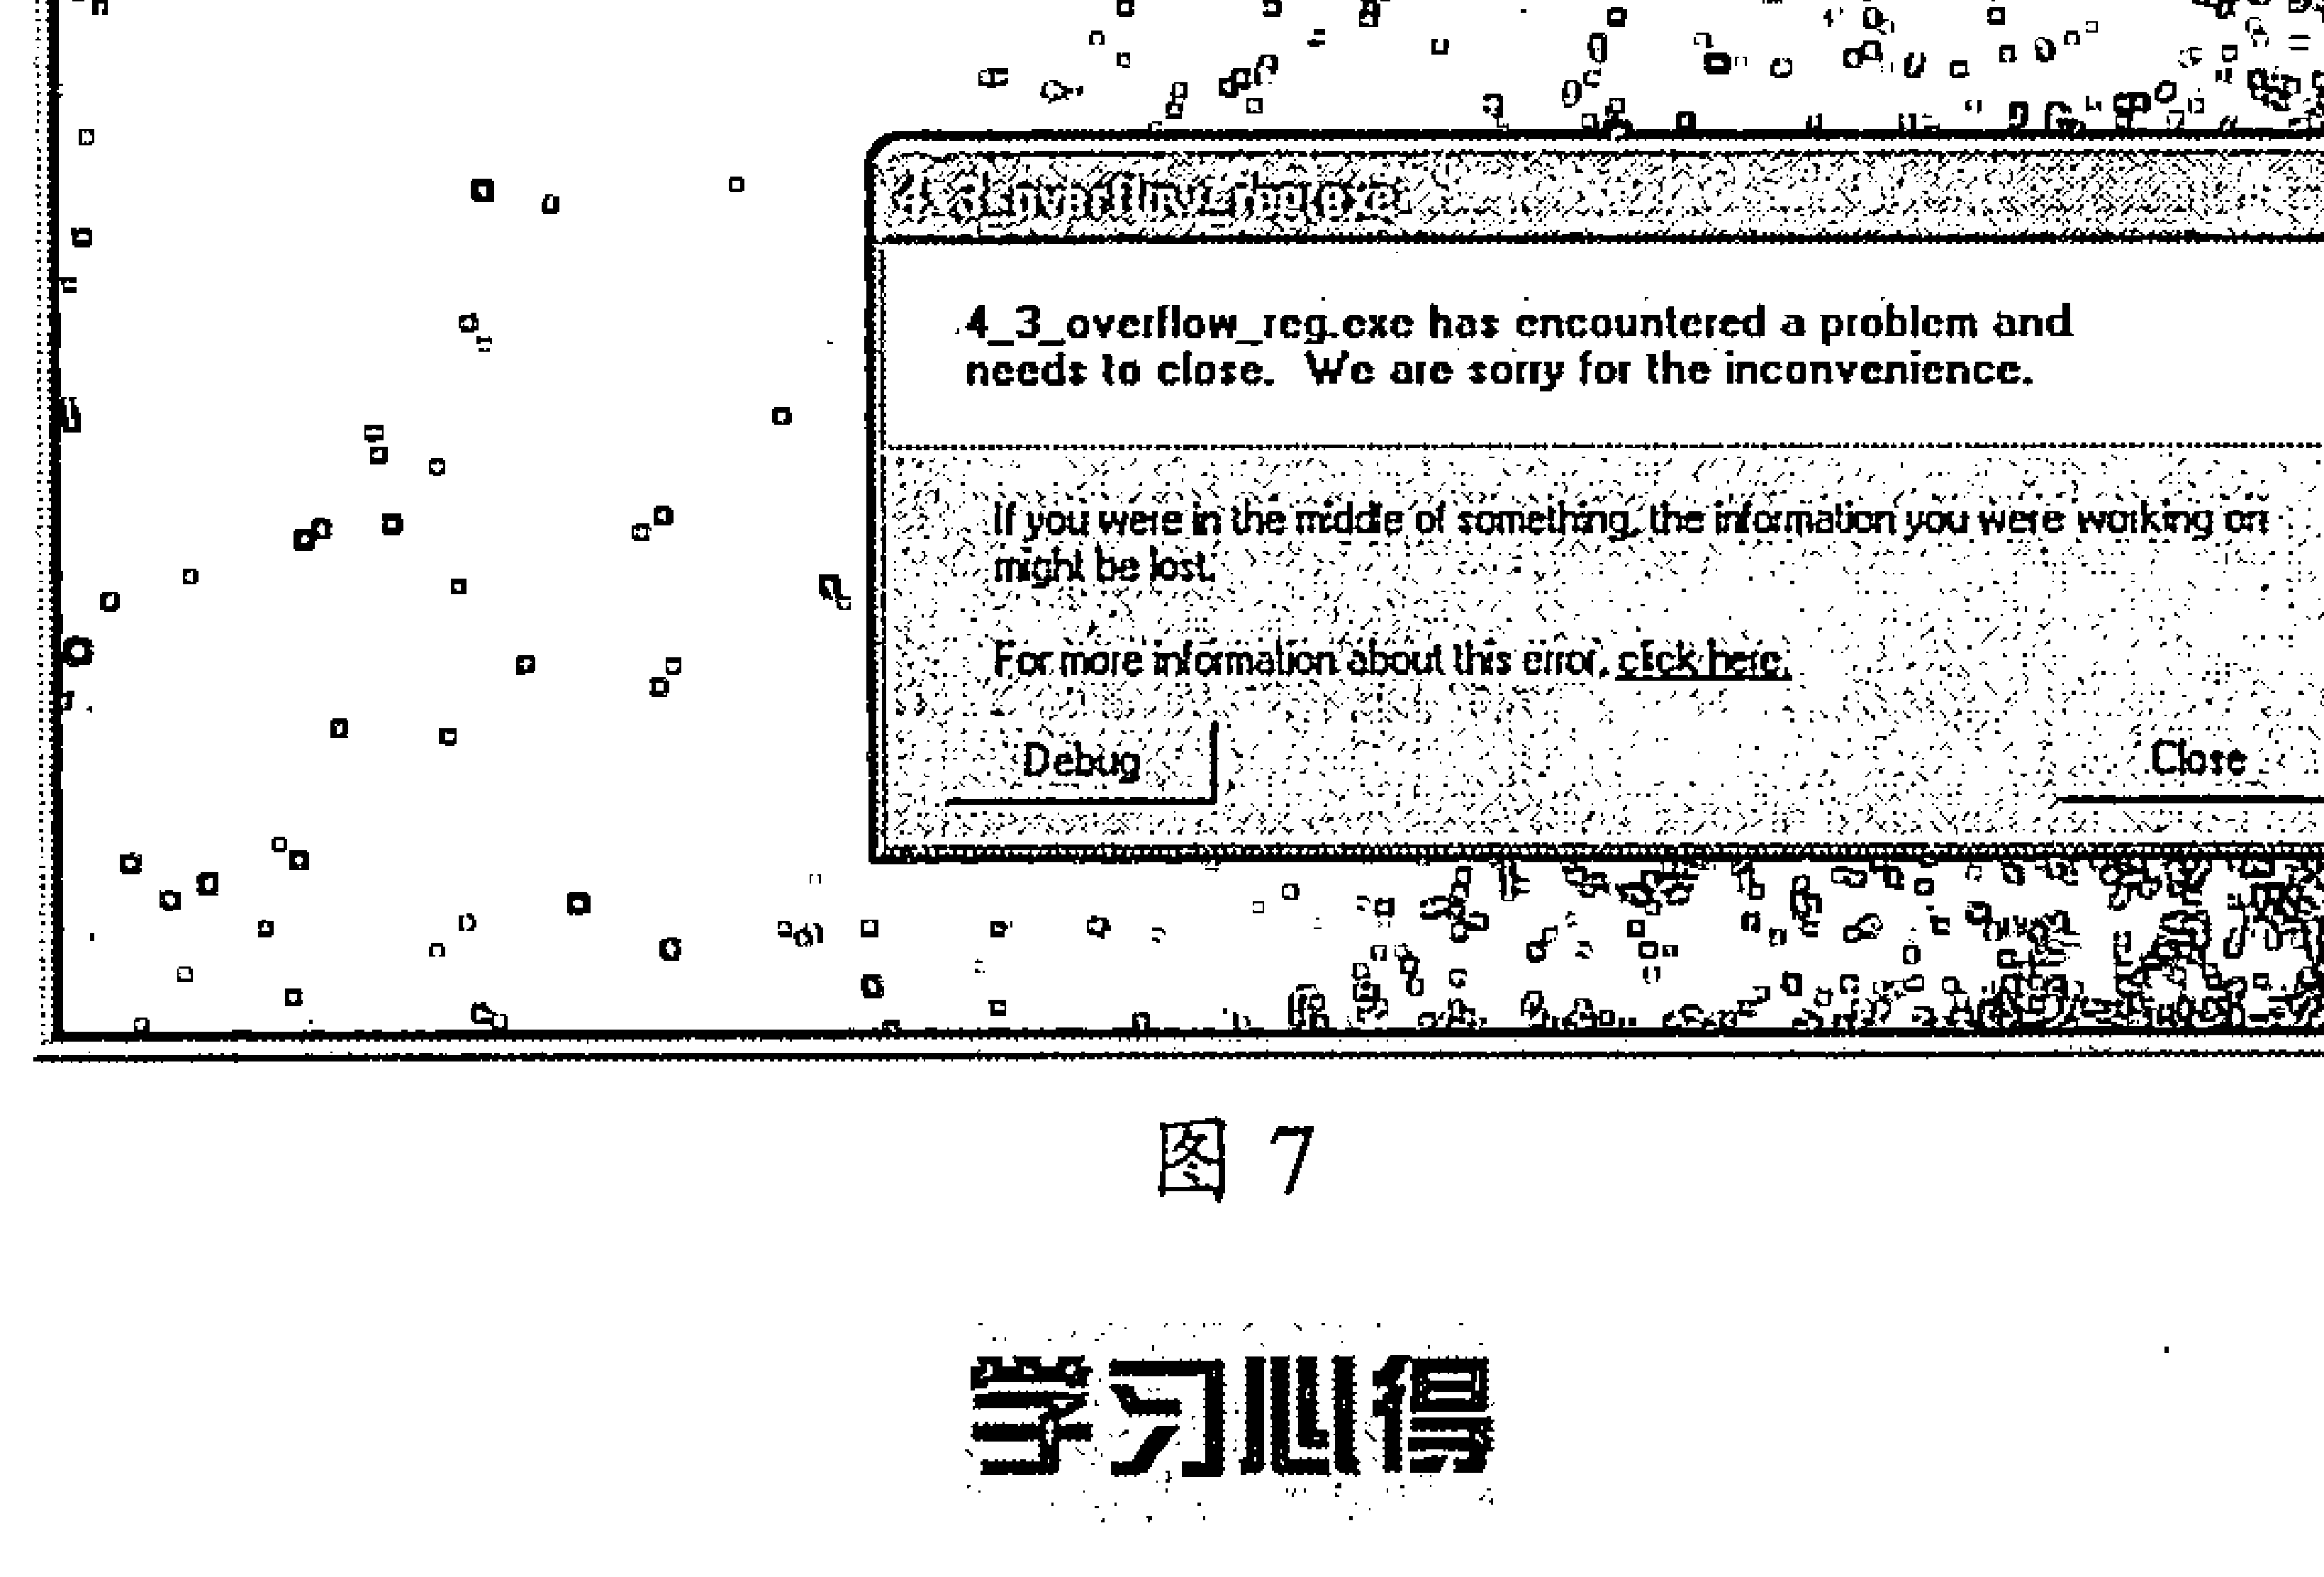 4_3_overflow_reg.exe
4_3_overflow_reg.exe has encountered a problem and
needs to close. We are sorry for the inconvenience.
If you were in the middle of something, the information you were working on
might be lost.
For more information about this error, click here.
Debug
Close
图 7
学习心得